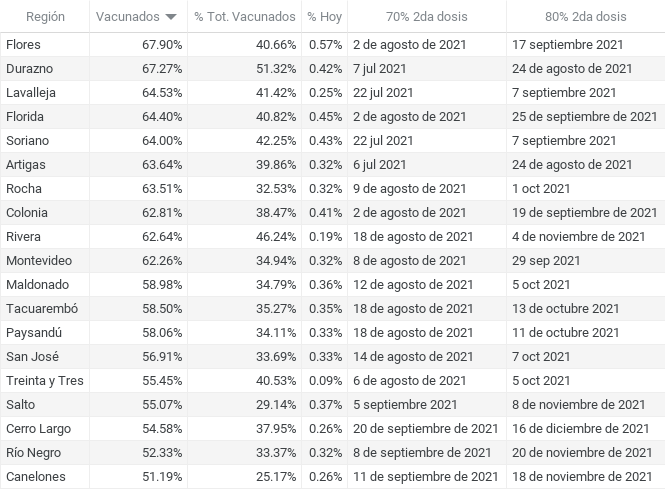 Región Vacunados % Tot. Vacunados % Hoy 70% 2da dosis 80% 2da dosis
Flores 67.90% 40.66% 0.57% 2 de agosto de 2021 17 septiembre 2021
Durazno 67.27% 51.32% 0.42% 7 jul 2021 24 de agosto de 2021
Lavalleja 64.53% 41.42% 0.25% 22 jul 2021 7 septiembre 2021
Florida 64.40% 40.82% 0.45% 2 de agosto de 2021 25 de septiembre de 2021
Soriano 64.00% 42.25% 0.43% 22 jul 2021 7 septiembre 2021
Artigas 63.64% 39.86% 0.32% 6 jul 2021 24 de agosto de 2021
Rocha 63.51% 32.53% 0.32% 9 de agosto de 2021 1 oct 2021
Colonia 62.81% 38.47% 0.41% 2 de agosto de 2021 19 de septiembre de 2021
Rivera 62.64% 46.24% 0.19% 18 de agosto de 2021 4 de noviembre de 2021
Montevideo 62.26% 34.94% 0.32% 8 de agosto de 2021 29 sep 2021
Maldonado 58.98% 34.79% 0.36% 12 de agosto de 2021 5 oct 2021
Tacuarembó 58.50% 35.27% 0.35% 18 de agosto de 2021 13 de octubre 2021
Paysandú 58.06% 34.11% 0.33% 18 de agosto de 2021 11 de octubre 2021
San José 56.91% 33.69% 0.33% 14 de agosto de 2021 7 oct 2021
Treinta y Tres 55.45% 40.53% 0.09% 6 de agosto de 2021 5 oct 2021
Salto 55.07% 29.14% 0.37% 5 septiembre 2021 8 de noviembre de 2021
Cerro Largo 54.58% 37.95% 0.26% 20 de septiembre de 2021 16 de diciembre de 2021
Río Negro 52.33% 33.37% 0.32% 8 de septiembre de 2021 20 de noviembre de 2021
Canelones 51.19% 25.17% 0.26% 11 de septiembre de 2021 18 de noviembre de 2021